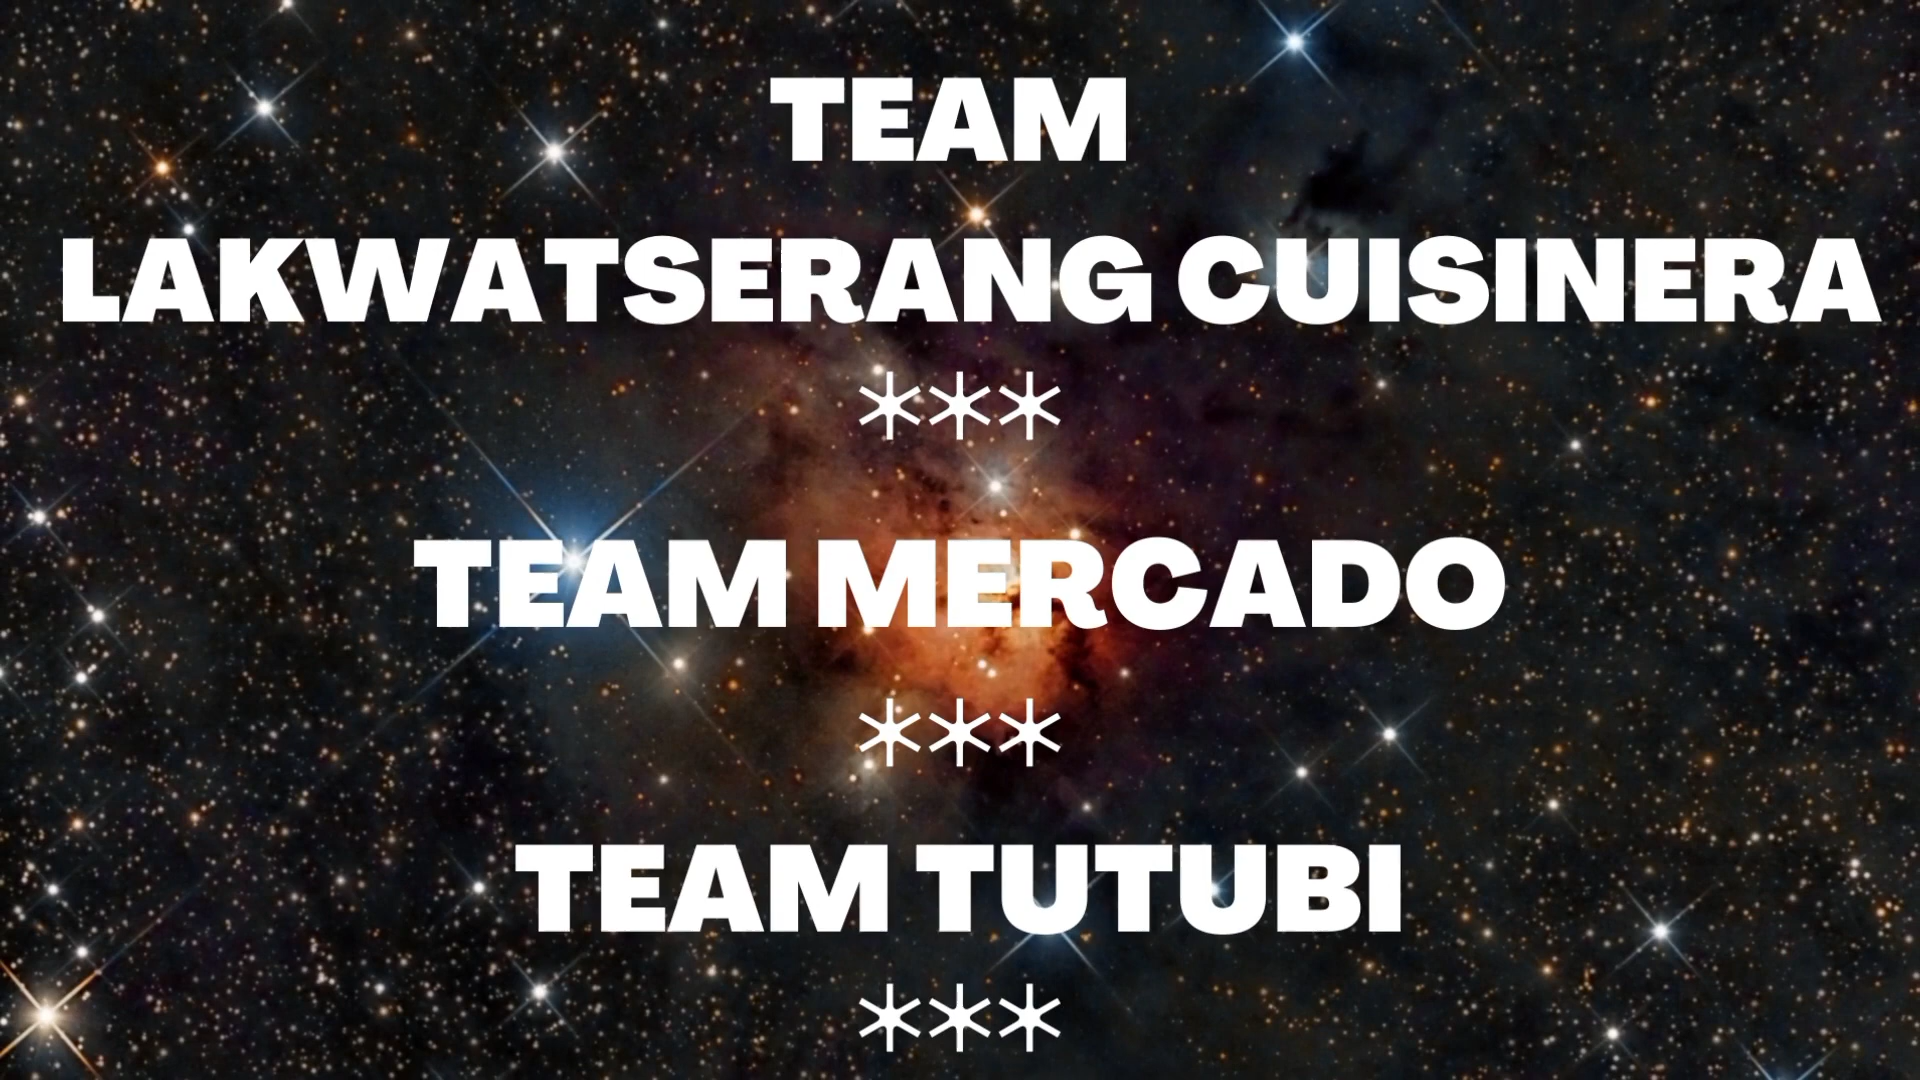 TEAM
LAKWATSERANG CUISINERA
***
TEAM MERCADO
***
TEAM TUTUBI
***